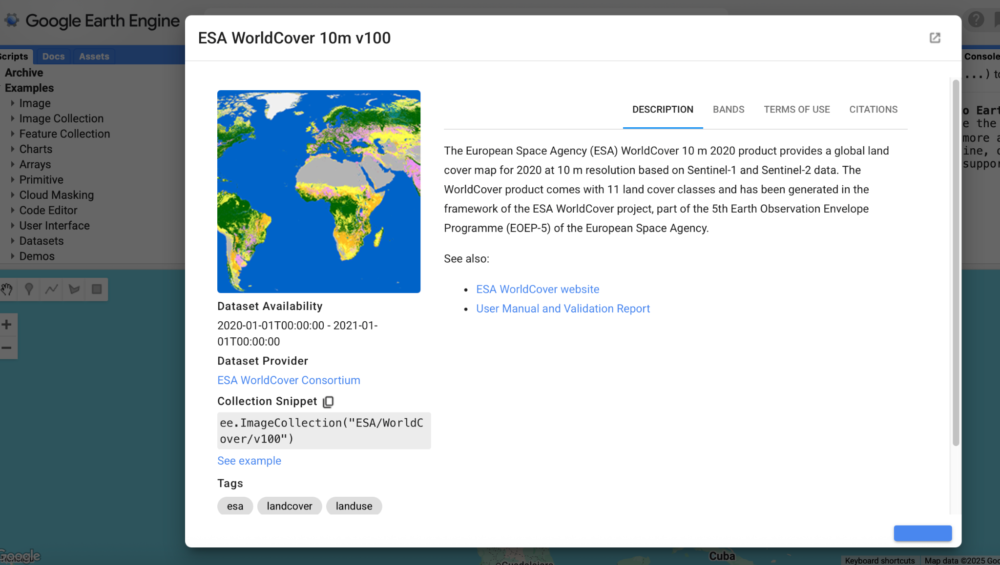 Google Earth Engine
Scripts Docs Assets
Archive
Examples
Image
Image Collection
Feature Collection
Charts
Arrays
Primitive
Cloud Masking
Code Editor
User Interface
Datasets
Demos
ESA WorldCover 10m v100
Dataset Availability
2020-01-01T00:00:00 - 2021-01-
01T00:00:00
Dataset Provider
ESA WorldCover Consortium
Collection Snippet
ee.ImageCollection("ESA/WorldC
over/v100")
See example
Tags
esa landcover landuse
DESCRIPTION BANDS TERMS OF USE CITATIONS
The European Space Agency (ESA) WorldCover 10 m 2020 product provides a global land
cover map for 2020 at 10 m resolution based on Sentinel-1 and Sentinel-2 data. The
WorldCover product comes with 11 land cover classes and has been generated in the
framework of the ESA WorldCover project, part of the 5th Earth Observation Envelope
Programme (EOEP-5) of the European Space Agency.
See also:
ESA WorldCover website
User Manual and Validation Report
Console
...) to
e the
more
ine,
Google
Cuba
Keyboard shortcuts
Map data ©2025